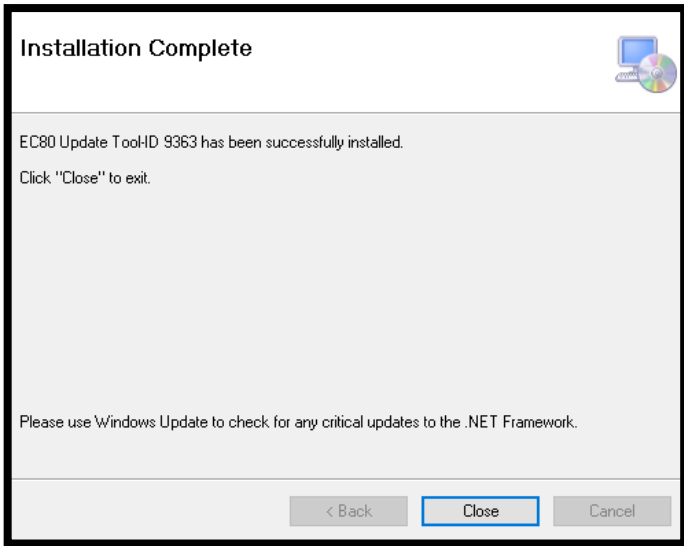 Installation Complete
EC80 Update Tool-ID 9363 has been successfully installed.
Click "Close" to exit.
Please use Windows Update to check for any critical updates to the .NET Framework.
< Back
Close
Cancel